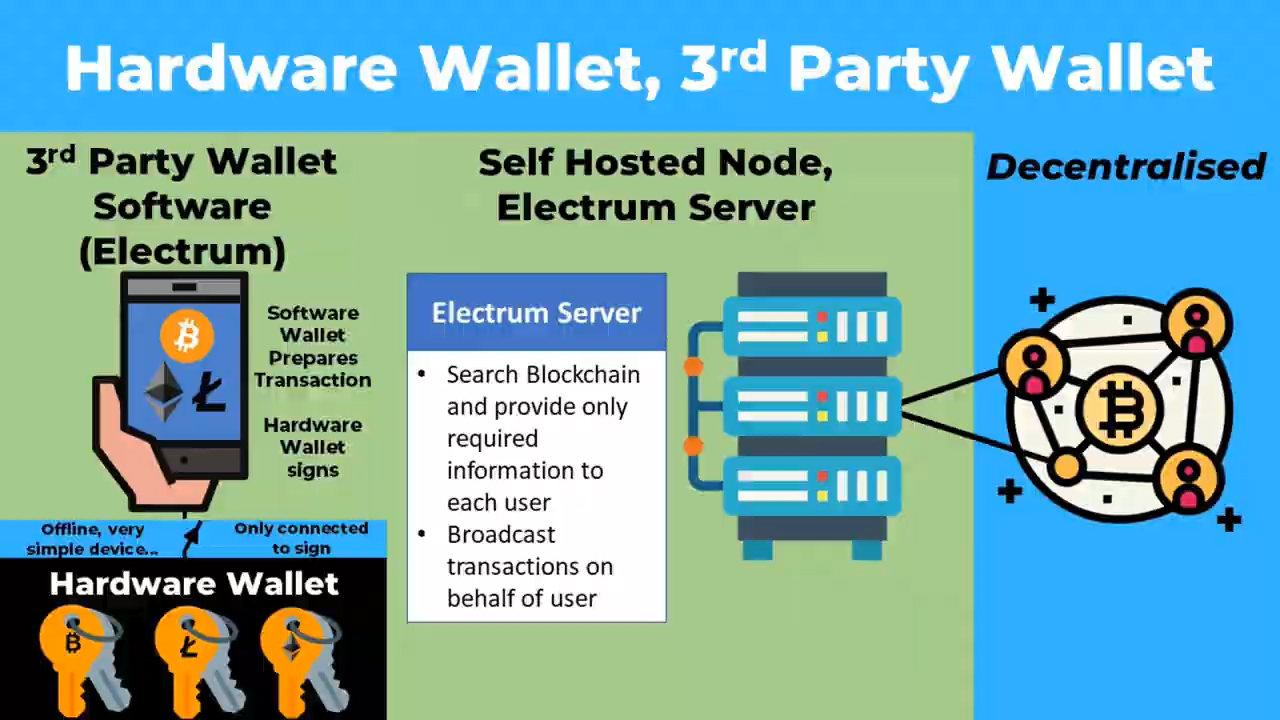 Hardware Wallet, 3rd Party Wallet
3rd Party Wallet
Software
(Electrum)
Software
Wallet
Prepares
Transaction
Hardware
Wallet
signs
Offline, very
simple device...
Only connected
to sign
Hardware Wallet
Self Hosted Node,
Electrum Server
Electrum Server
• Search Blockchain
and provide only
required
information to
each user
• Broadcast
transactions on
behalf of user
Decentralised